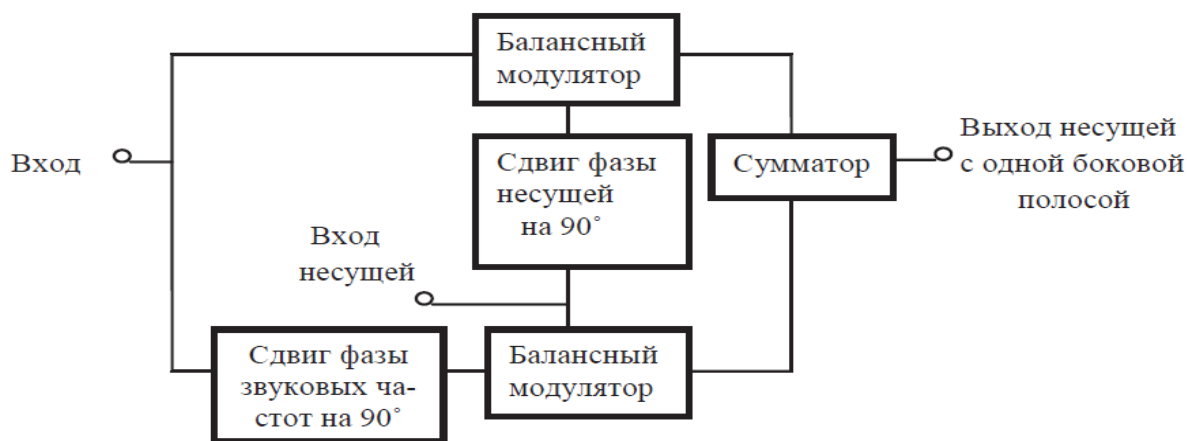 Балансный
модулятор
Вход
Сдвиг фазы
несущей
на 90˚
Сумматор
Выход несущей
с одной боковой
полосой
Вход
несущей
Сдвиг фазы
звуковых ча-
стот на 90˚
Балансный
модулятор